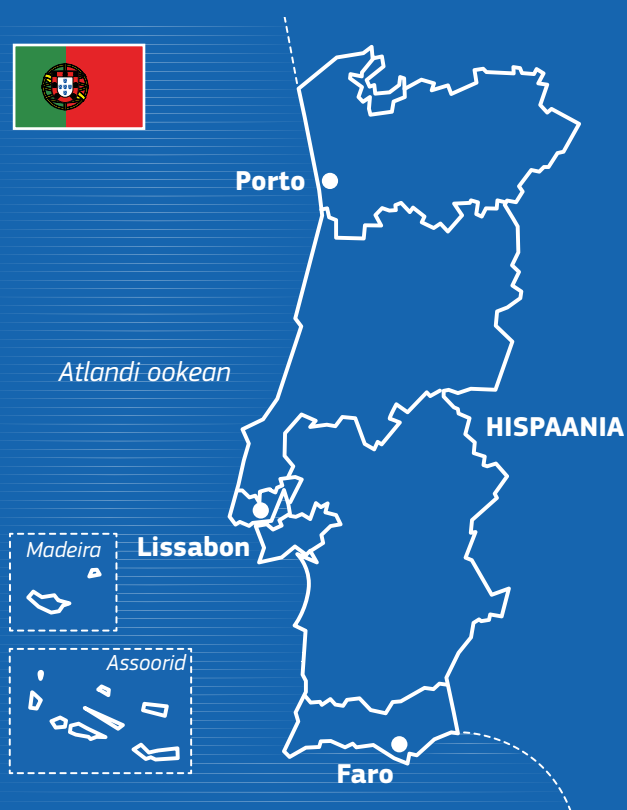 Porto
Atlandi ookean
HISPAANIA
Lissabon
Madeira
Assoorid
Faro